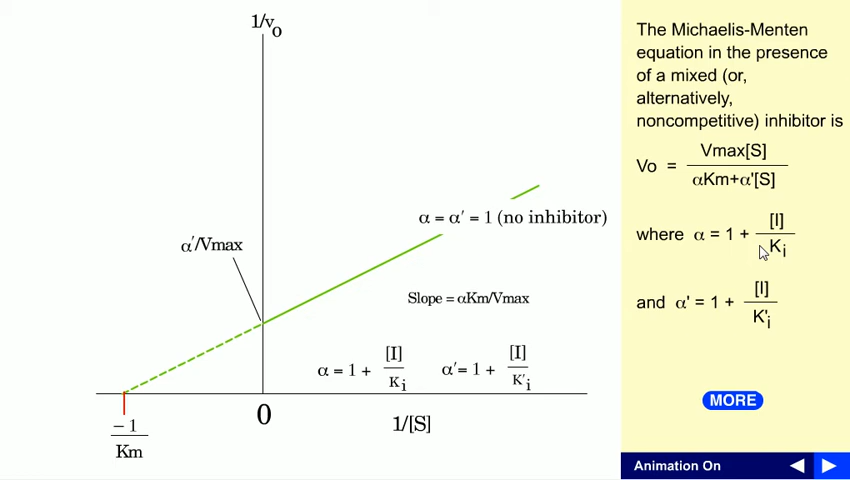 1/vo
α = α′ = 1 (no inhibitor)
α′/Vmax
Slope = αKm/Vmax
α = 1 + [I]/Ki α′= 1 + [I]/K′i
0
1/[S]
−1/Km
The Michaelis-Menten
equation in the presence
of a mixed (or,
alternatively,
noncompetitive) inhibitor is
Vo = Vmax[S]/αKm+α'[S]
where α = 1 + [I]/Ki
and α' = 1 + [I]/K'i
MORE
Animation On